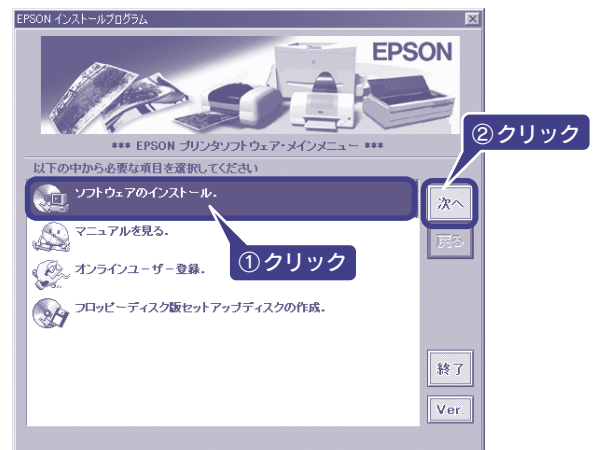 EPSON インストールプログラム
EPSON
*** EPSON プリンタソフトウェア・メインメニュー ***
②クリック
以下の中から必要な項目を選択してください
ソフトウェアのインストール.
次へ
マニュアルを見る.
戻る
①クリック
オンラインユーザー登録.
フロッピーディスク版セットアップディスクの作成.
終了
Ver.